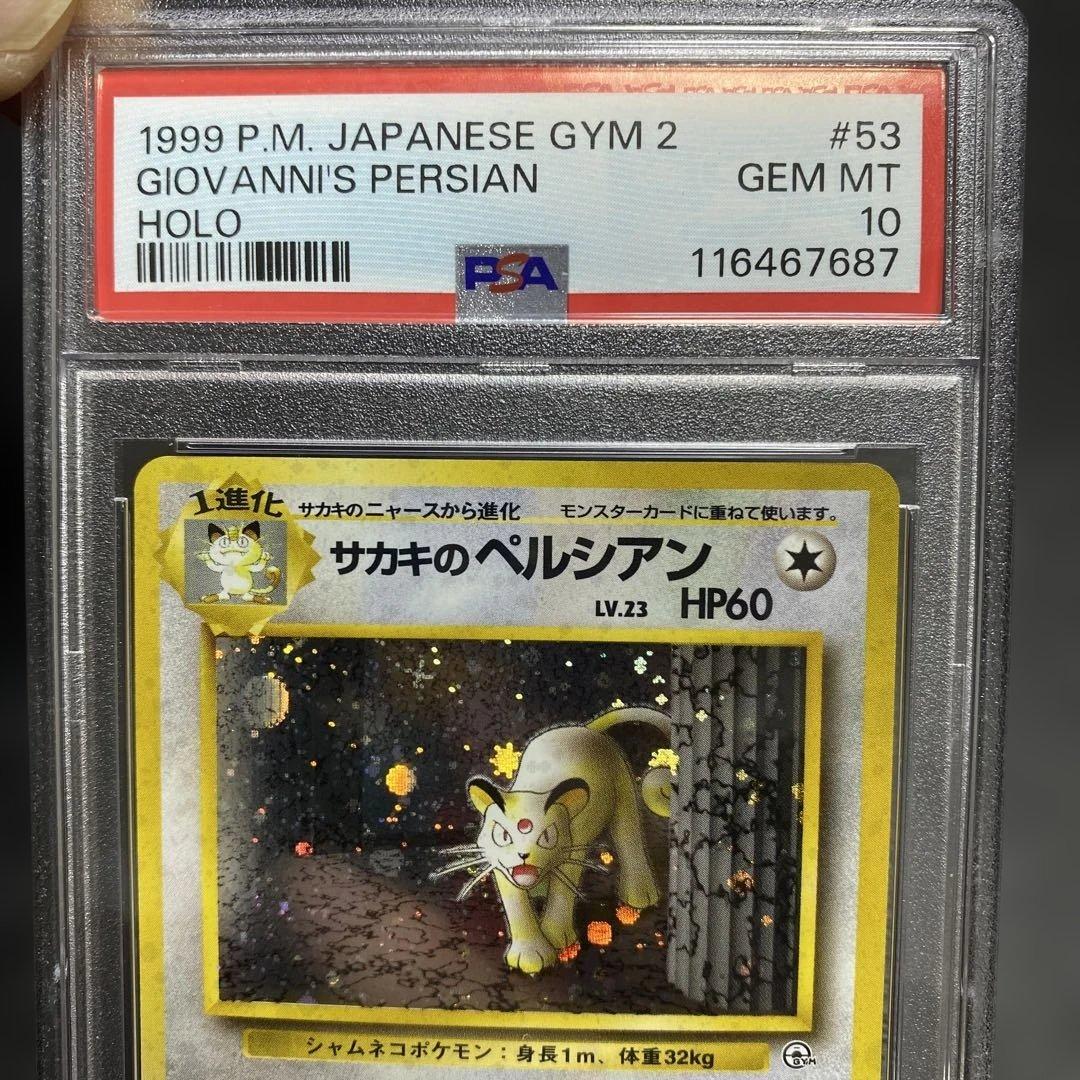 1999 P.M. JAPANESE GYM 2 #53
GIOVANNI'S PERSIAN GEM MT
HOLO 10
116467687
PSA
1進化 サカキのニャースから進化 モンスターカードに重ねて使います。
サカキのペルシアン
LV.23 HP60
シャムネコポケモン：身長1m、体重32kg
GYM